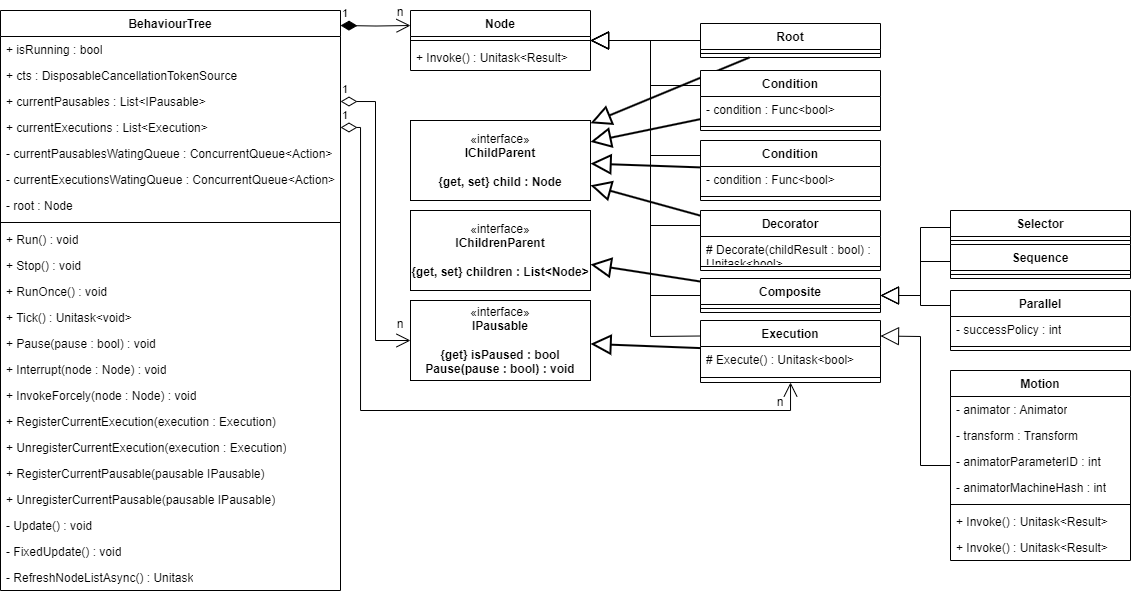 BehaviourTree
+ isRunning : bool
+ cts : DisposableCancellationTokenSource
+ currentPausables : List<IPausable>
+ currentExecutions : List<Execution>
- currentPausablesWatingQueue : ConcurrentQueue<Action>
- currentExecutionsWatingQueue : ConcurrentQueue<Action>
- root : Node
+ Run() : void
+ Stop() : void
+ RunOnce() : void
+ Tick() : Unitask<void>
+ Pause(pause : bool) : void
+ Interrupt(node : Node) : void
+ InvokeForcely(node : Node) : void
+ RegisterCurrentExecution(execution : Execution)
+ UnregisterCurrentExecution(execution : Execution)
+ RegisterCurrentPausable(pausable IPausable)
+ UnregisterCurrentPausable(pausable IPausable)
- Update() : void
- FixedUpdate() : void
- RefreshNodeListAsync() : Unitask
1
n
1
1
n
n
Node
+ Invoke() : Unitask<Result>
«interface»
IChildParent
{get, set} child : Node
«interface»
IChildrenParent
{get, set} children : List<Node>
«interface»
IPausable
{get} isPaused : bool
Pause(pause : bool) : void
Root
Condition
- condition : Func<bool>
Condition
- condition : Func<bool>
Decorator
# Decorate(childResult : bool) :
Unitask<bool>
Composite
Execution
# Execute() : Unitask<bool>
Selector
Sequence
Parallel
- successPolicy : int
Motion
- animator : Animator
- transform : Transform
- animatorParameterID : int
- animatorMachineHash : int
+ Invoke() : Unitask<Result>
+ Invoke() : Unitask<Result>